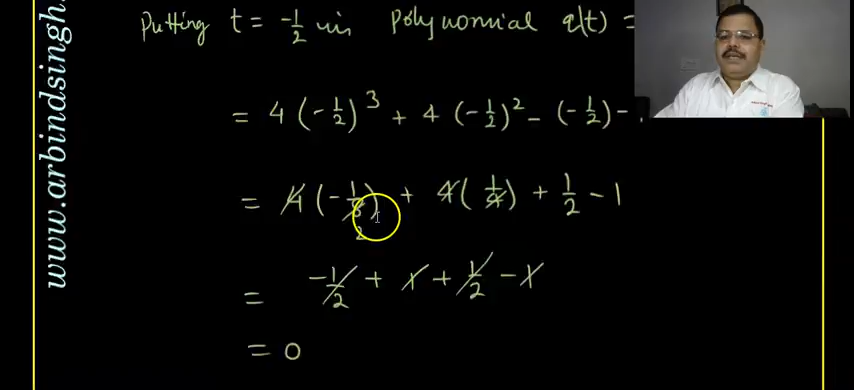 www.arbindsingh
Putting t = -1/2 in polynomial q(t) =
= 4 (-1/2)^3 + 4 (-1/2)^2 - (-1/2) -
= 4 (-1/8) + 4 (1/4) + 1/2 - 1
2
= -1/2 + 1 + 1/2 - 1
= 0